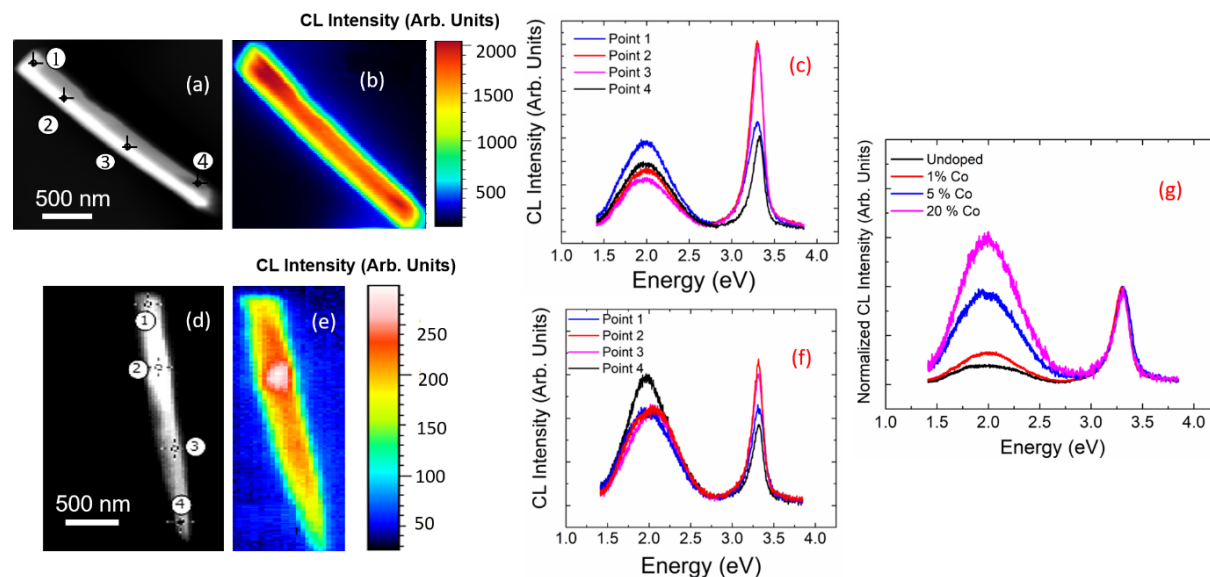 CL Intensity (Arb. Units)
(a)
①
②
③
④
500 nm
(b)
2000
1500
1000
500
CL Intensity (Arb. Units)
Point 1
Point 2
Point 3
Point 4
(c)
1.0 1.5 2.0 2.5 3.0 3.5 4.0
Energy (eV)
CL Intensity (Arb. Units)
(d)
①
②
③
④
500 nm
(e)
250
200
150
100
50
CL Intensity (Arb. Units)
Point 1
Point 2
Point 3
Point 4
(f)
1.0 1.5 2.0 2.5 3.0 3.5 4.0
Energy (eV)
Normalized CL Intensity (Arb. Units)
Undoped
1% Co
5 % Co
20 % Co
(g)
1.0 1.5 2.0 2.5 3.0 3.5 4.0
Energy (eV)